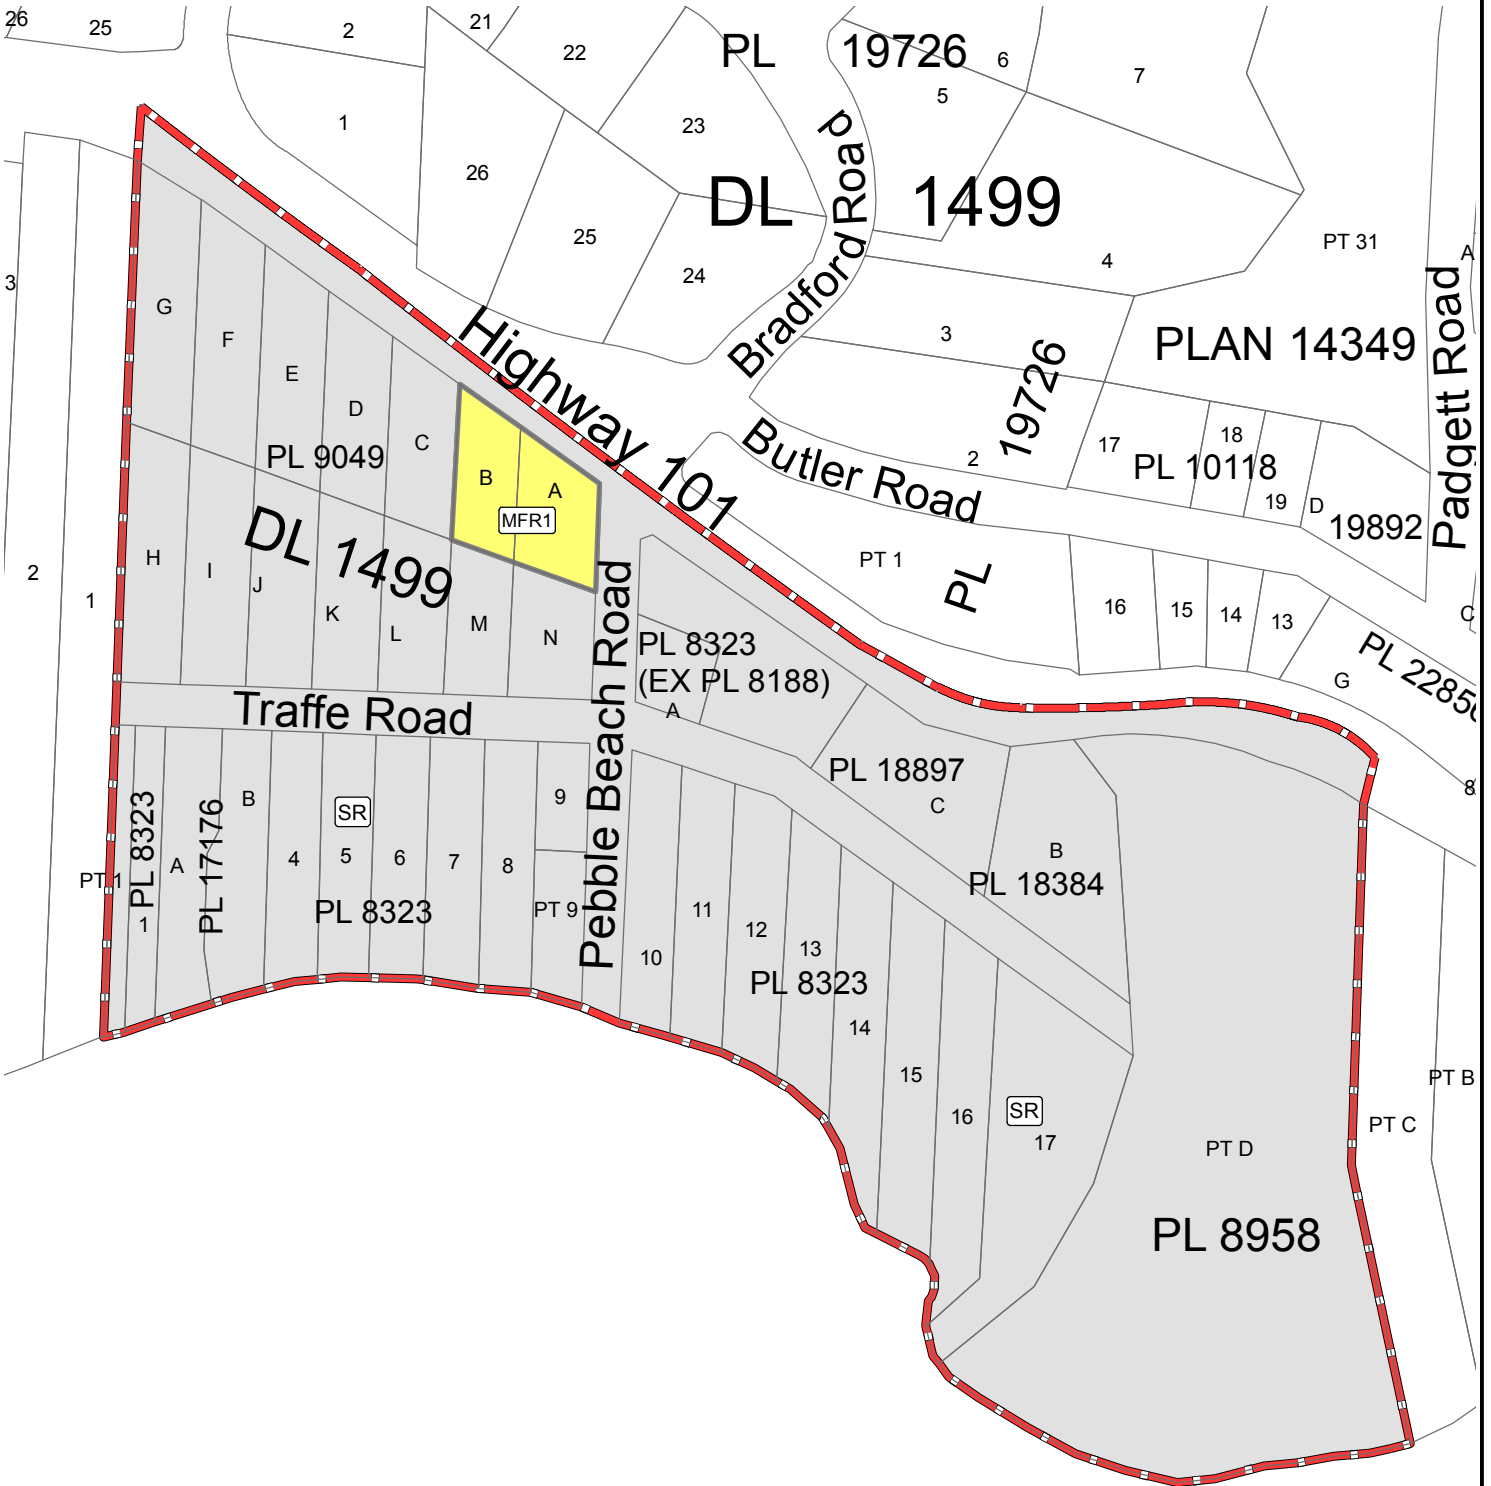 26
25
2
21
22
PL 19726
6
7
5
1
23
26
DL 1499
Bradford Road
25
24
4
PT 31
A
3
G
F
E
D
C
PL 9049
B
A
MFR1
Highway 101
3
19726
PLAN 14349
Padgett Road
Butler Road
2
17
18
PL 10118
19
D
19892
DL 1499
2
1
H
I
J
K
L
M
N
PT 1
PL
16
15
14
13
C
PL 8323
(EX PL 8188)
A
G
PL 2285
Traffe Road
Pebble Beach Road
PL 18897
C
8
PT 1
PL 8323
1
A
PL 17176
B
SR
4
5
6
7
8
9
PL 8323
PT 9
B
PL 18384
10
11
12
13
PL 8323
14
15
16
SR
17
PT D
PL 8958
PT C
PT B